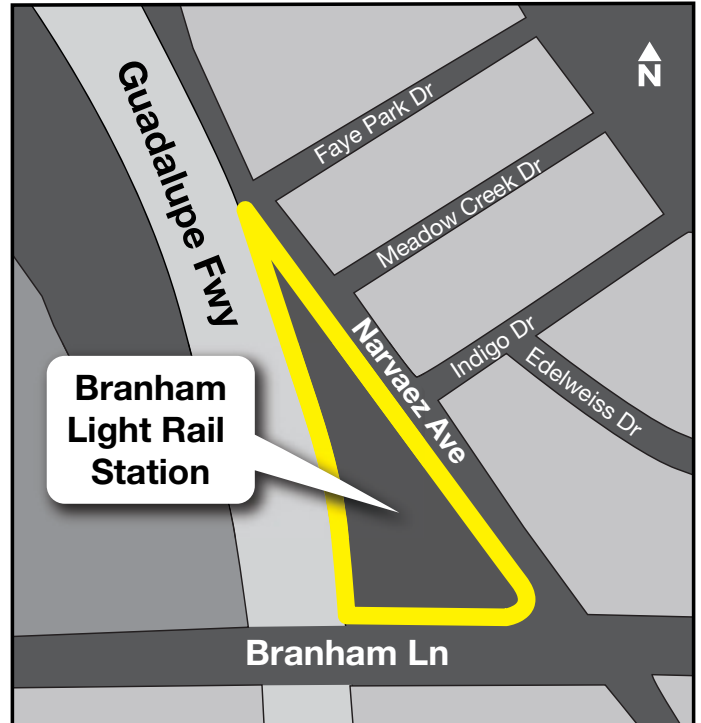 N
Faye Park Dr
Guadalupe Fwy
Meadow Creek Dr
Narvaez Ave
Indigo Dr
Edelweiss Dr
Branham
Light Rail
Station
Branham Ln